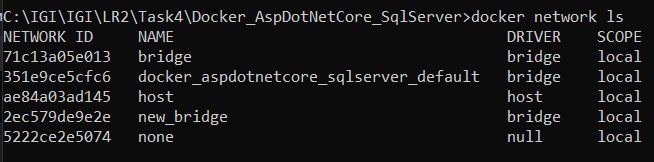 C:\IGI\IGI\LR2\Task4\Docker_AspDotNetCore_SqlServer>docker network ls
NETWORK ID     NAME                                      DRIVER    SCOPE
71c13a05e013   bridge                                    bridge    local
351e9ce5cfc6   docker_aspdotnetcore_sqlserver_default    bridge    local
ae84a03ad145   host                                      host      local
2ec579de9e2e   new_bridge                                bridge    local
5222ce2e5074   none                                      null      local